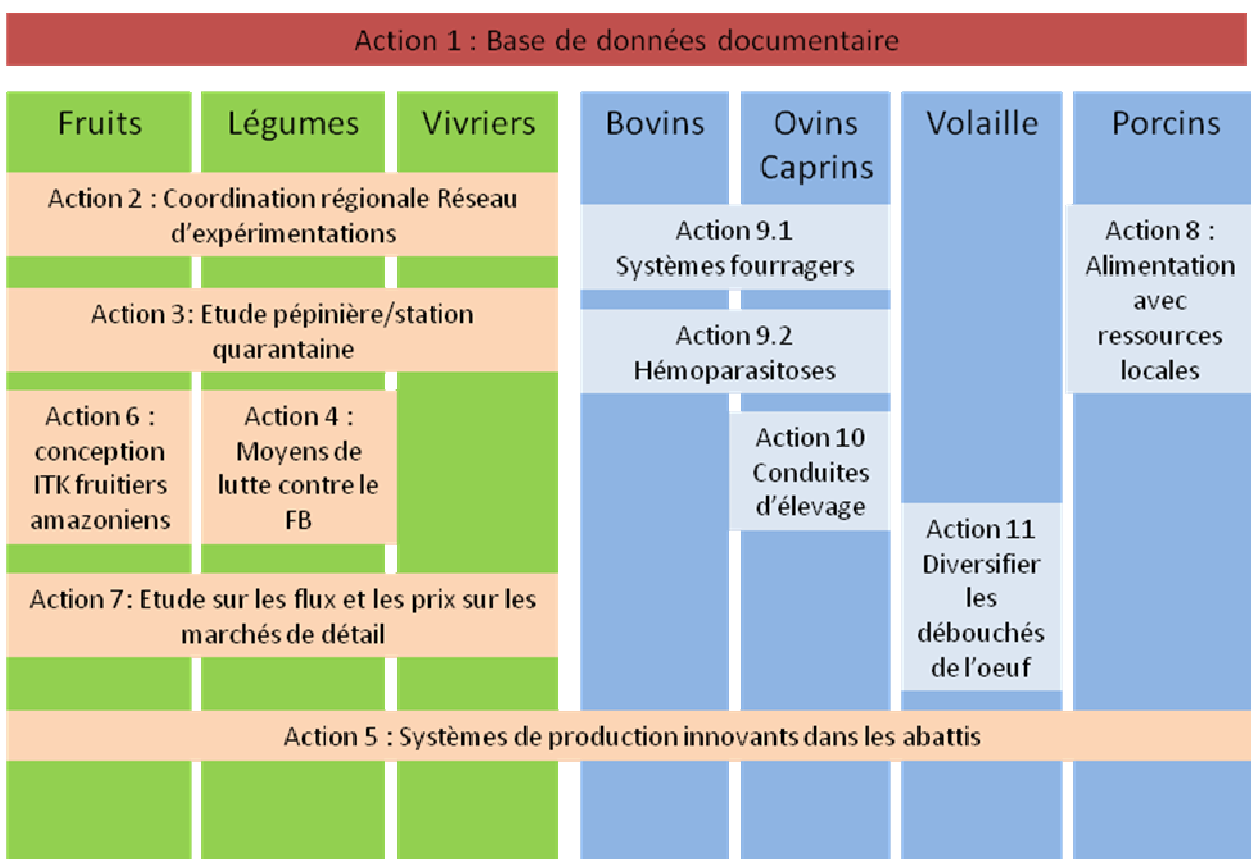 Action 1 : Base de données documentaire
Fruits
Légumes
Vivriers
Bovins
Ovins
Caprins
Volaille
Porcins
Action 2 : Coordination régionale Réseau
d’expérimentations
Action 3: Etude pépinière/station
quarantaine
Action 6 :
conception
ITK fruitiers
amazoniens
Action 4 :
Moyens de
lutte contre le
FB
Action 7: Etude sur les flux et les prix sur les
marchés de détail
Action 9.1
Systèmes fourragers
Action 9.2
Hémoparasitoses
Action 10
Conduites
d’élevage
Action 11
Diversifier
les
débouchés
de l’oeuf
Action 8 :
Alimentation
avec
ressources
locales
Action 5 : Systèmes de production innovants dans les abattis